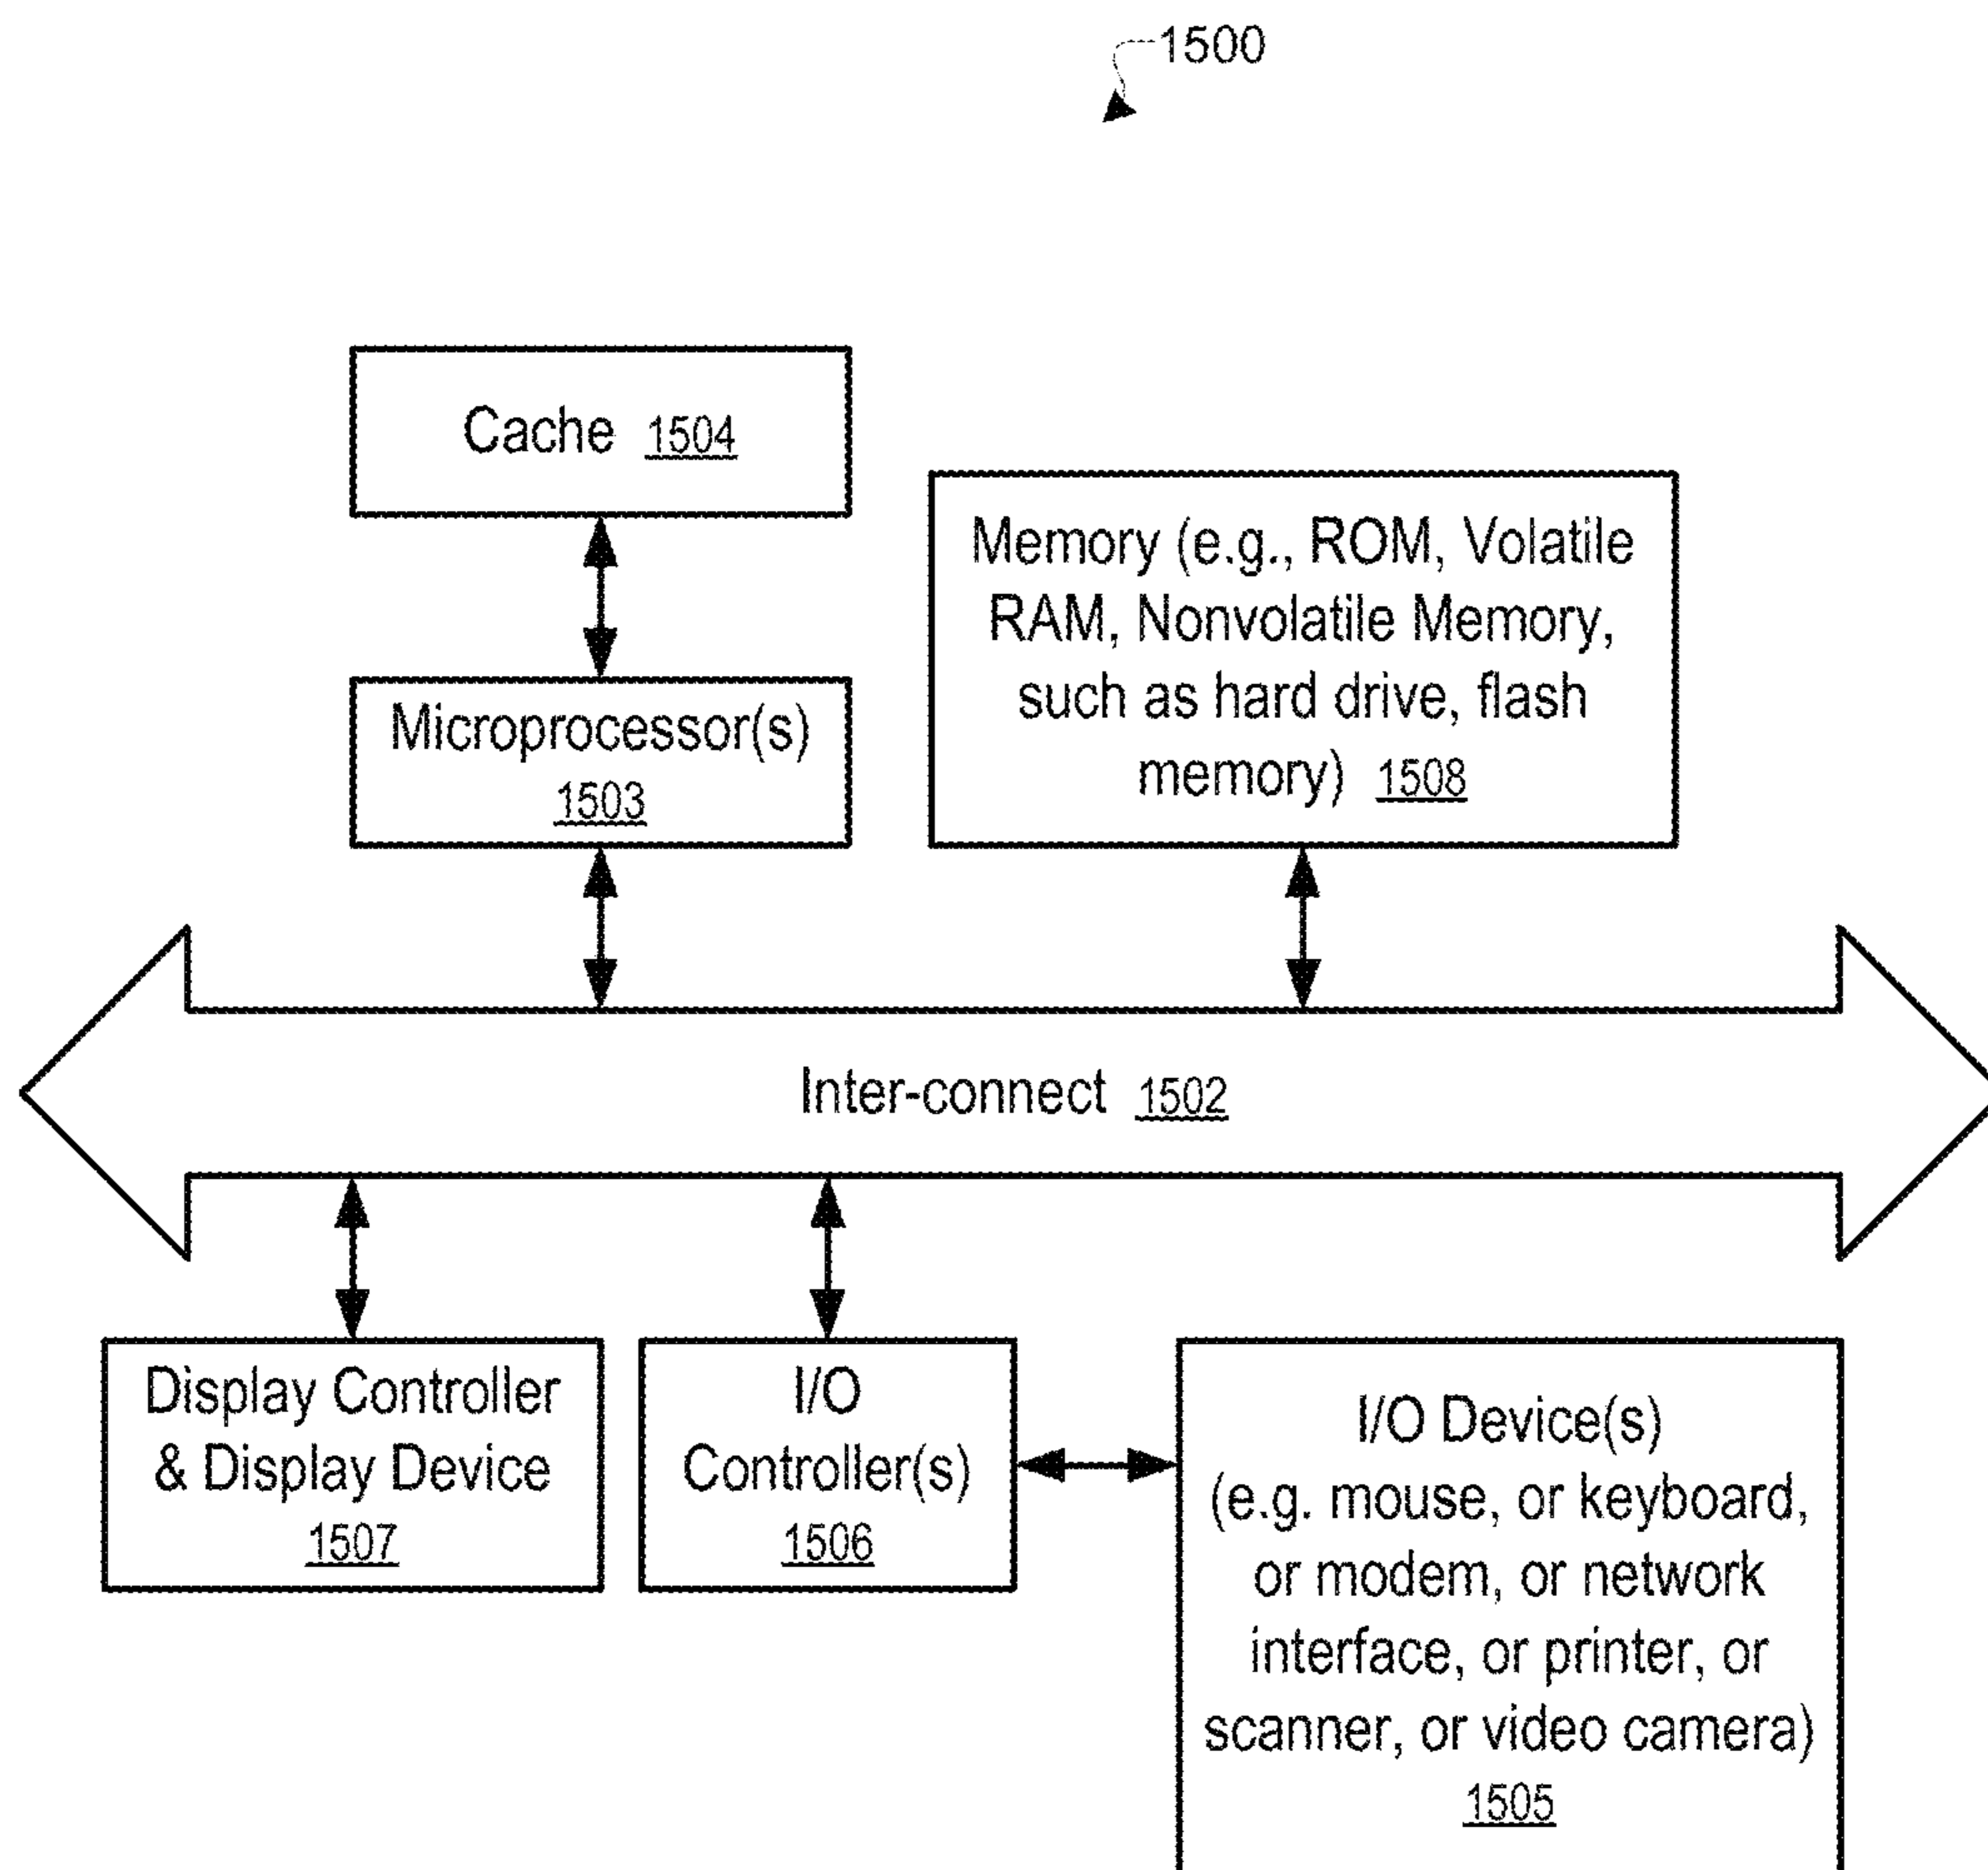 1500
Cache 1504
Memory (e.g., ROM, Volatile
RAM, Nonvolatile Memory,
such as hard drive, flash
memory) 1508
Microprocessor(s)
1503
Inter-connect 1502
Display Controller
& Display Device
1507
I/O
Controller(s)
1506
I/O Device(s)
(e.g. mouse, or keyboard,
or modem, or network
interface, or printer, or
scanner, or video camera)
1505